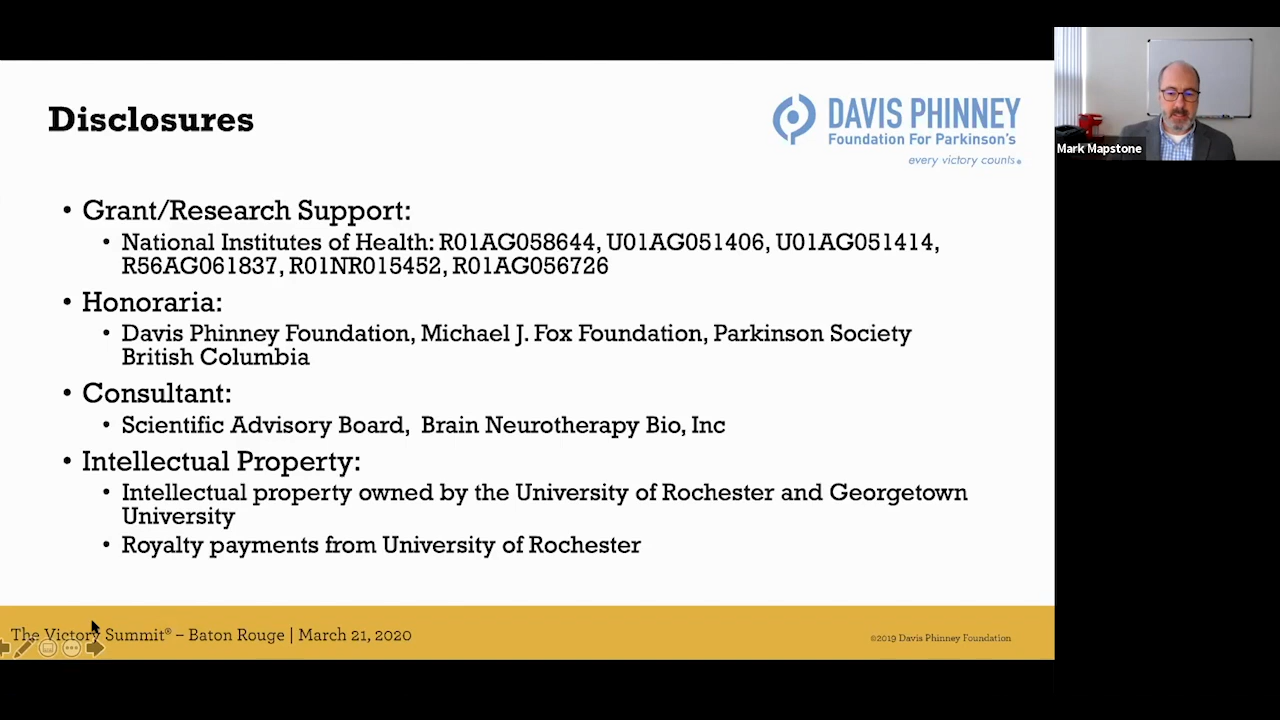 Disclosures
DAVIS PHINNEY
Foundation For Parkinson's
every victory counts.
Mark Mapstone
• Grant/Research Support:
• National Institutes of Health: R01AG058644, U01AG051406, U01AG051414,
R56AG061837, R01NR015452, R01AG056726
• Honoraria:
• Davis Phinney Foundation, Michael J. Fox Foundation, Parkinson Society
British Columbia
• Consultant:
• Scientific Advisory Board, Brain Neurotherapy Bio, Inc
• Intellectual Property:
• Intellectual property owned by the University of Rochester and Georgetown
University
• Royalty payments from University of Rochester
The Victory Summit® – Baton Rouge | March 21, 2020
©2019 Davis Phinney Foundation